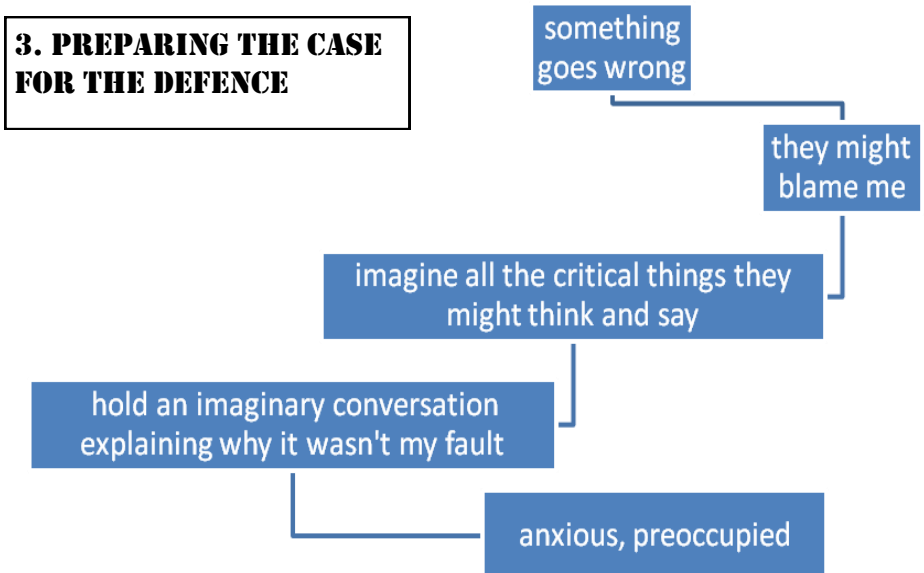 3. PREPARING THE CASE
FOR THE DEFENCE
something
goes wrong
they might
blame me
imagine all the critical things they
might think and say
hold an imaginary conversation
explaining why it wasn't my fault
anxious, preoccupied